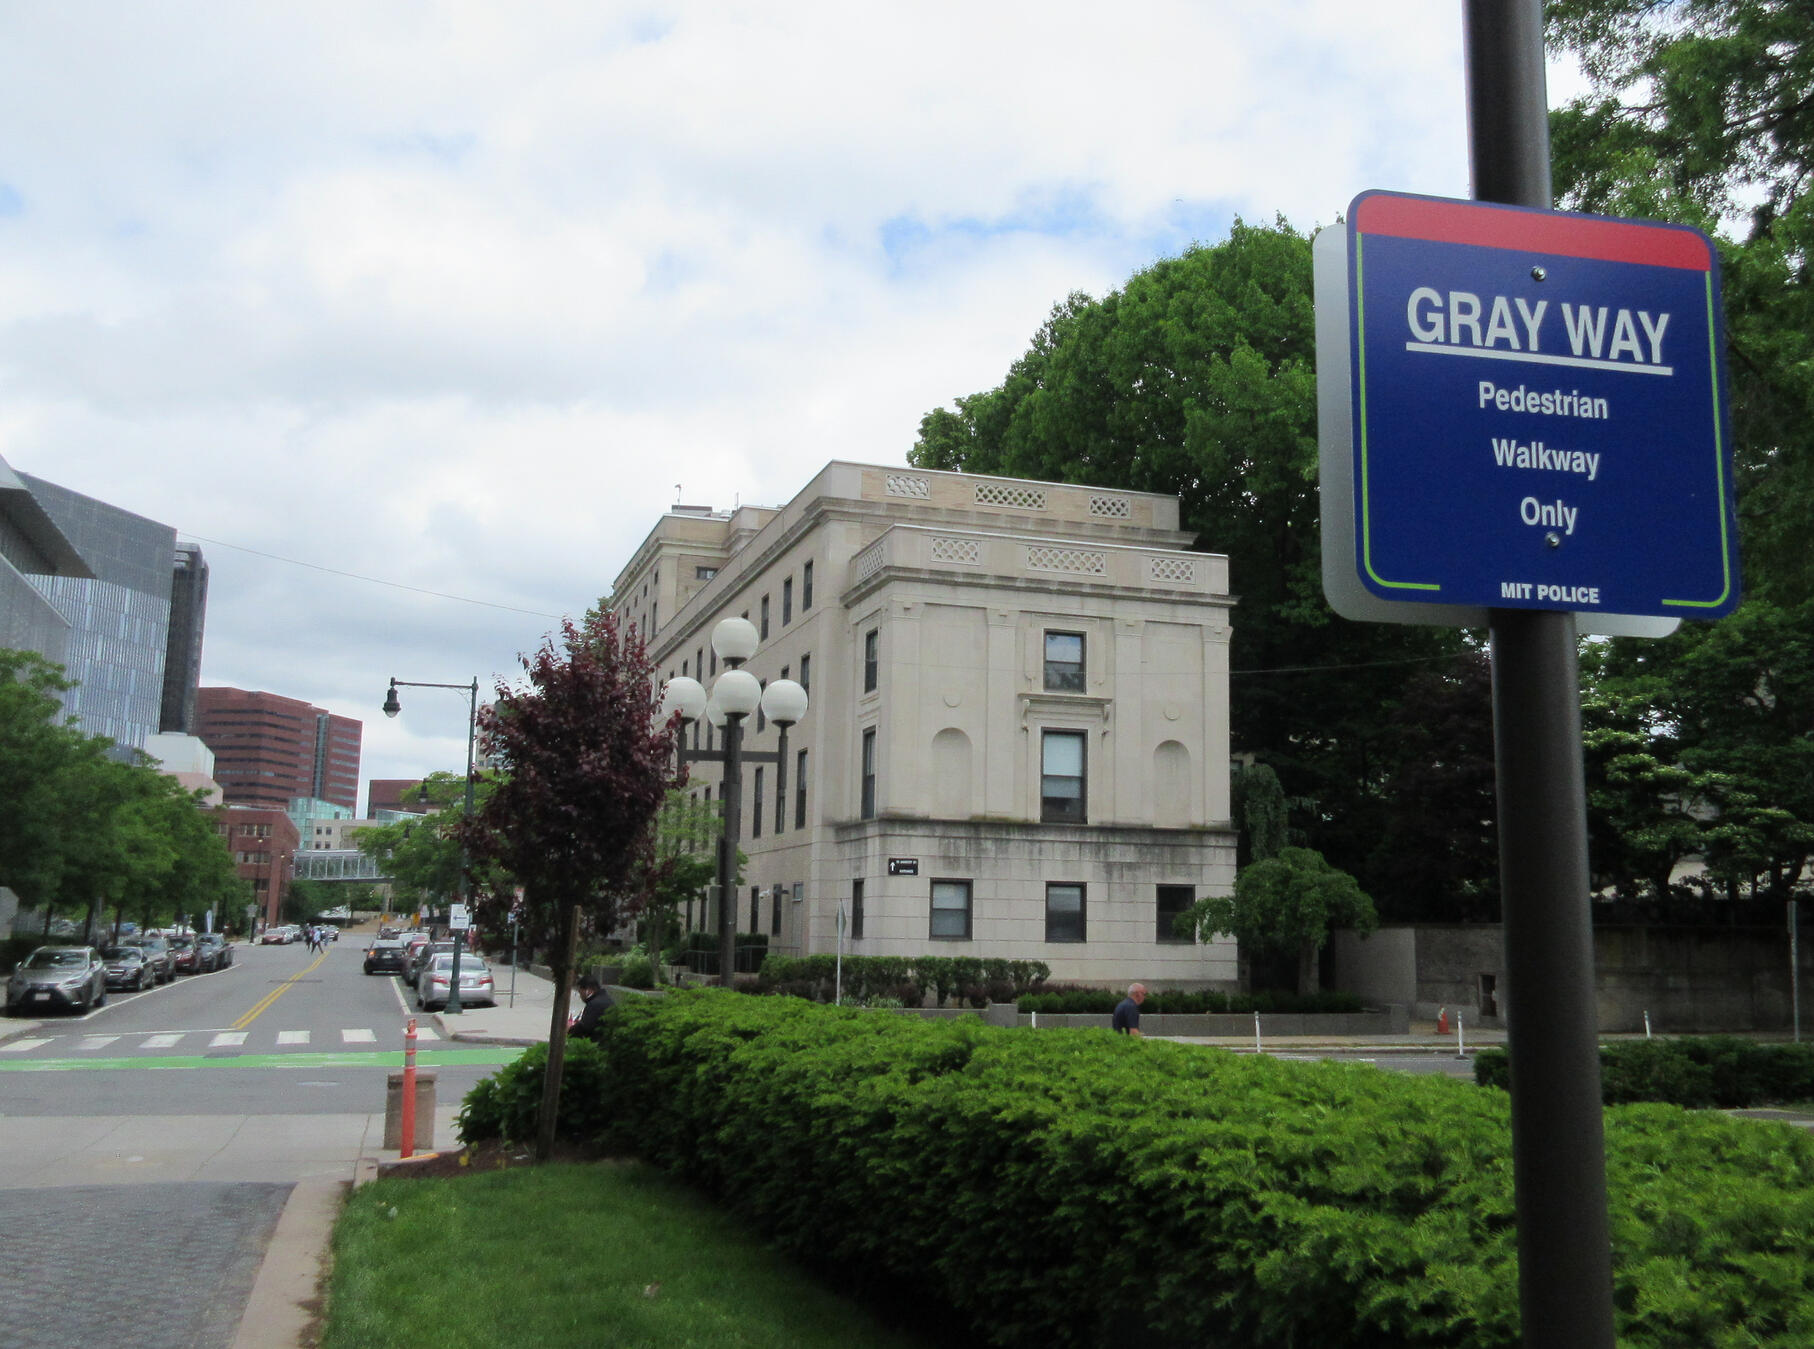 GRAY WAY
Pedestrian
Walkway
Only
MIT POLICE